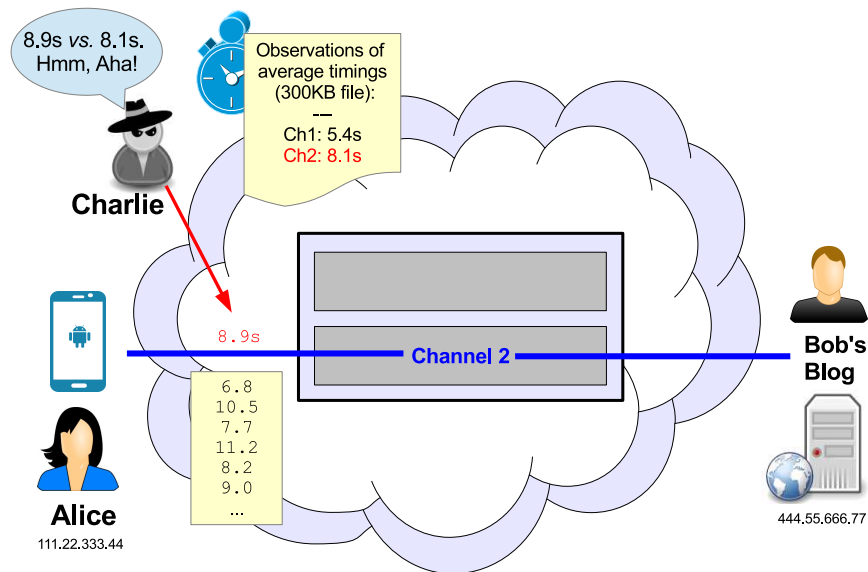 8.9s vs. 8.1s.
Hmm, Aha!
Observations of
average timings
(300KB file):
---
Ch1: 5.4s
Ch2: 8.1s
Charlie
8.9s
Channel 2
Bob's
Blog
6.8
10.5
7.7
11.2
8.2
9.0
...
Alice
111.22.333.44
444.55.666.77